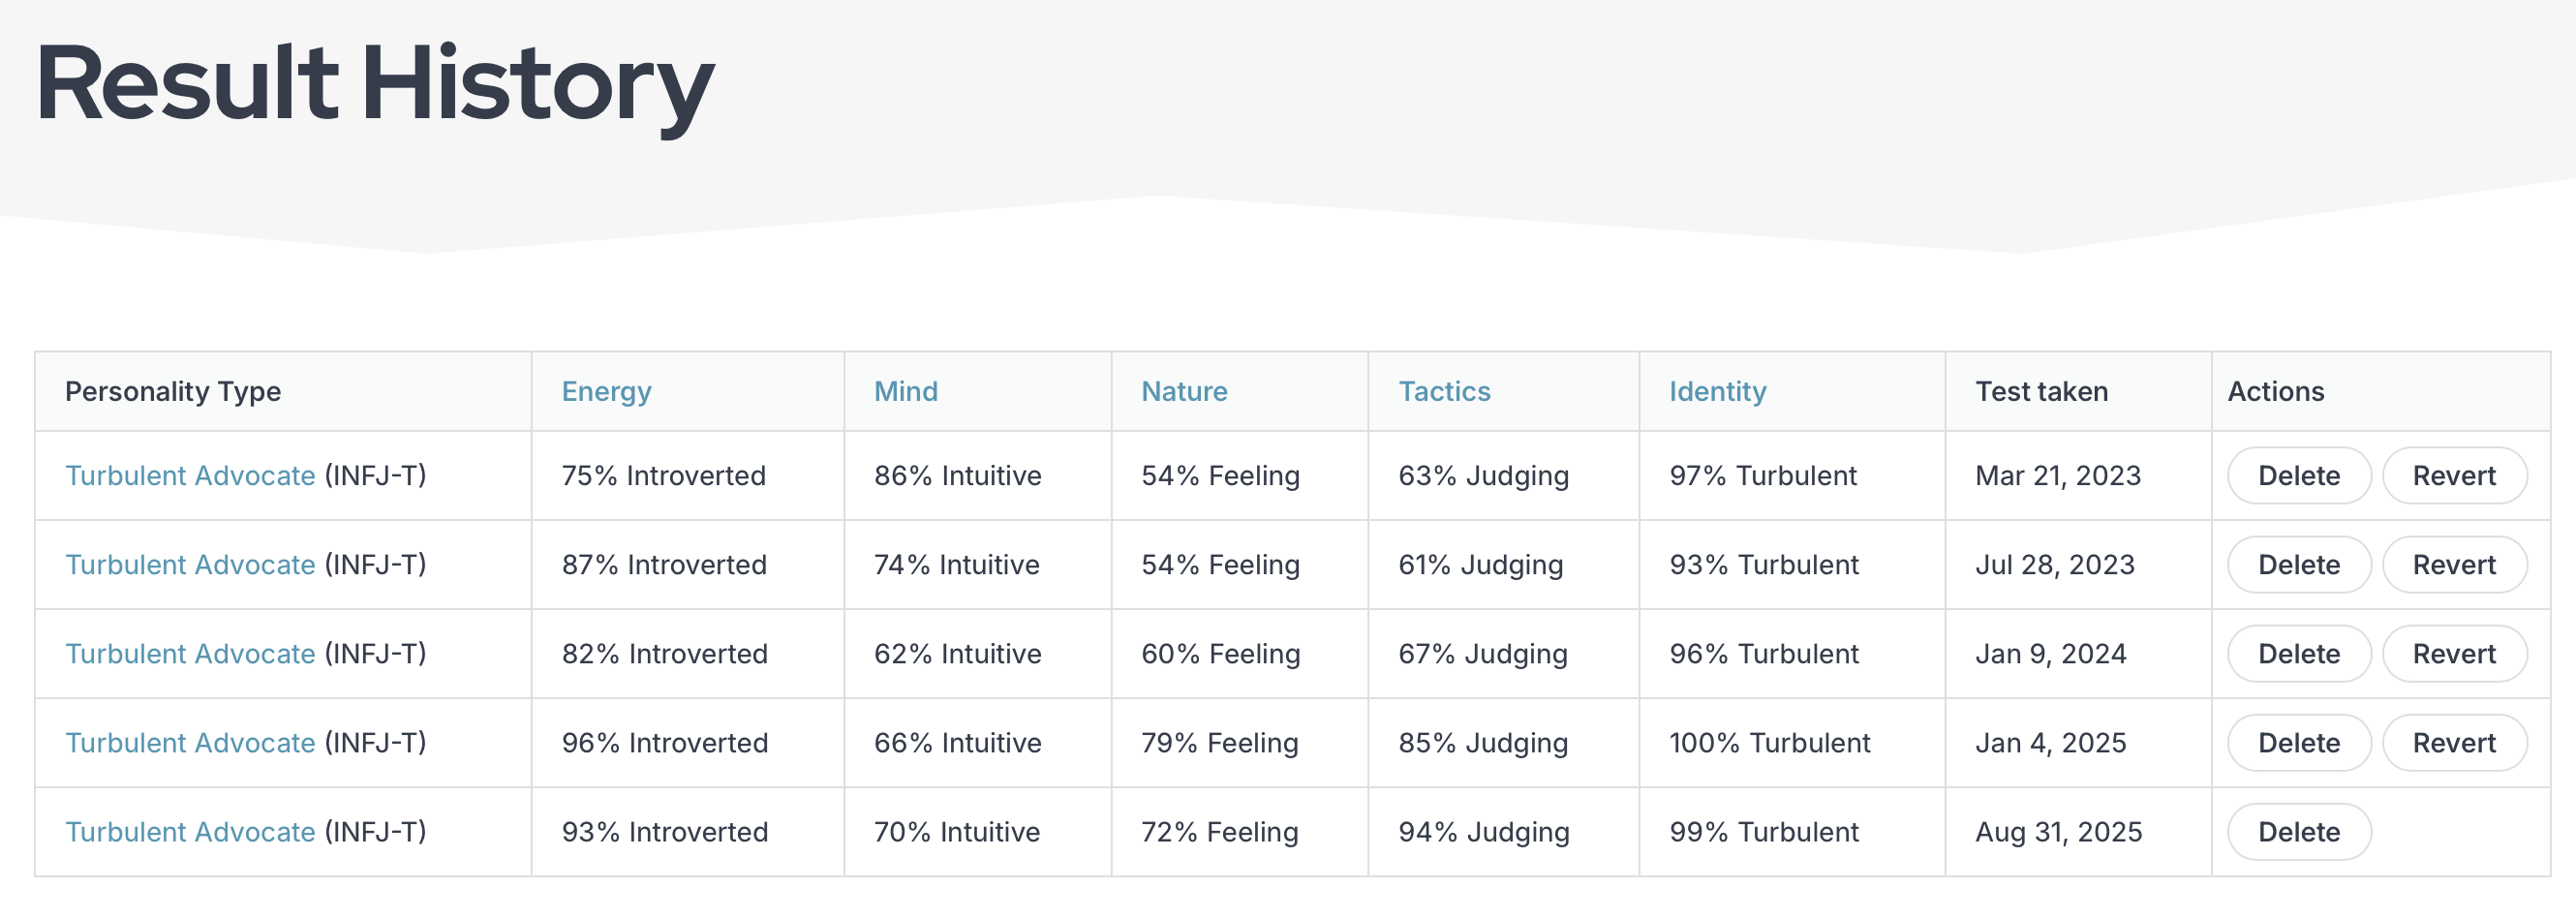 Result History
Personality Type Energy Mind Nature Tactics Identity Test taken Actions
Turbulent Advocate (INFJ-T) 75% Introverted 86% Intuitive 54% Feeling 63% Judging 97% Turbulent Mar 21, 2023 Delete Revert
Turbulent Advocate (INFJ-T) 87% Introverted 74% Intuitive 54% Feeling 61% Judging 93% Turbulent Jul 28, 2023 Delete Revert
Turbulent Advocate (INFJ-T) 82% Introverted 62% Intuitive 60% Feeling 67% Judging 96% Turbulent Jan 9, 2024 Delete Revert
Turbulent Advocate (INFJ-T) 96% Introverted 66% Intuitive 79% Feeling 85% Judging 100% Turbulent Jan 4, 2025 Delete Revert
Turbulent Advocate (INFJ-T) 93% Introverted 70% Intuitive 72% Feeling 94% Judging 99% Turbulent Aug 31, 2025 Delete